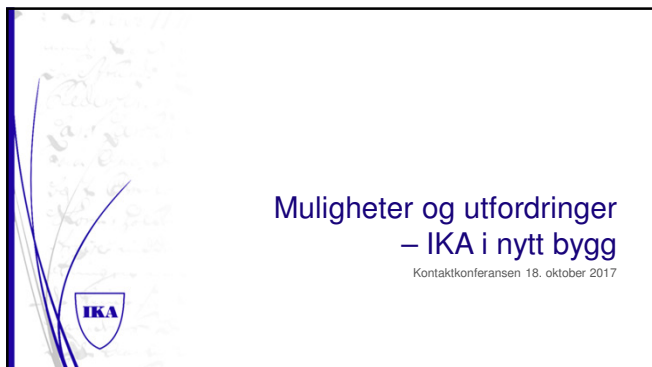 Muligheter og utfordringer
– IKA i nytt bygg
Kontaktkonferansen 18. oktober 2017
IKA